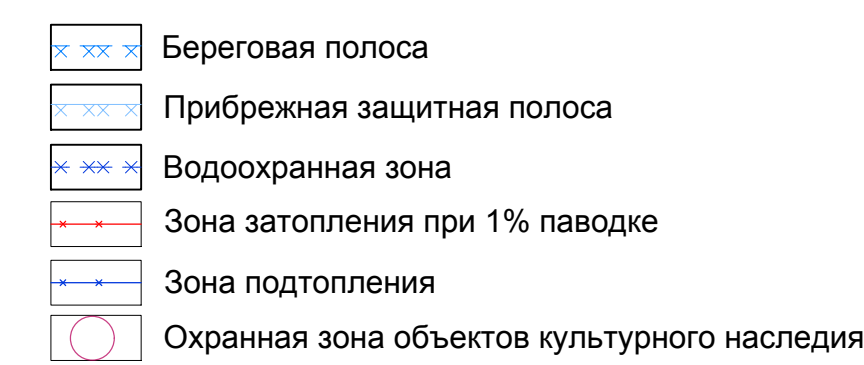 Береговая полоса
Прибрежная защитная полоса
Водоохранная зона
Зона затопления при 1% паводке
Зона подтопления
Охранная зона объектов культурного наследия